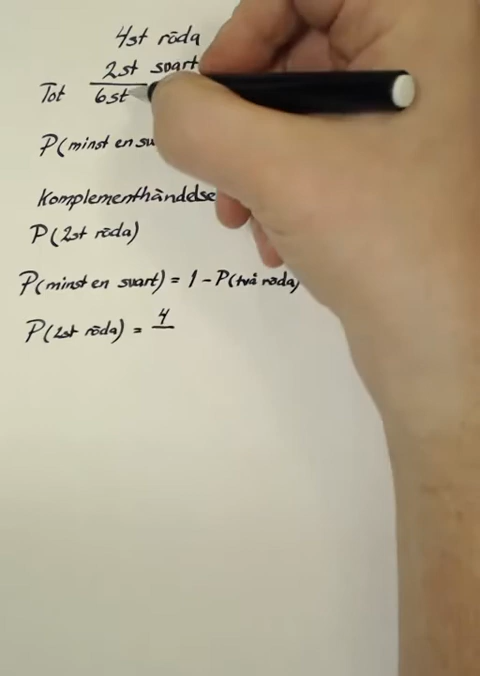 4st röda
2st svart
Tot 6st
P(minst en sv
Komplementhändelse
P(2st röda)
P(minst en svart) = 1 - P(två röda)
P(2st röda) = 4